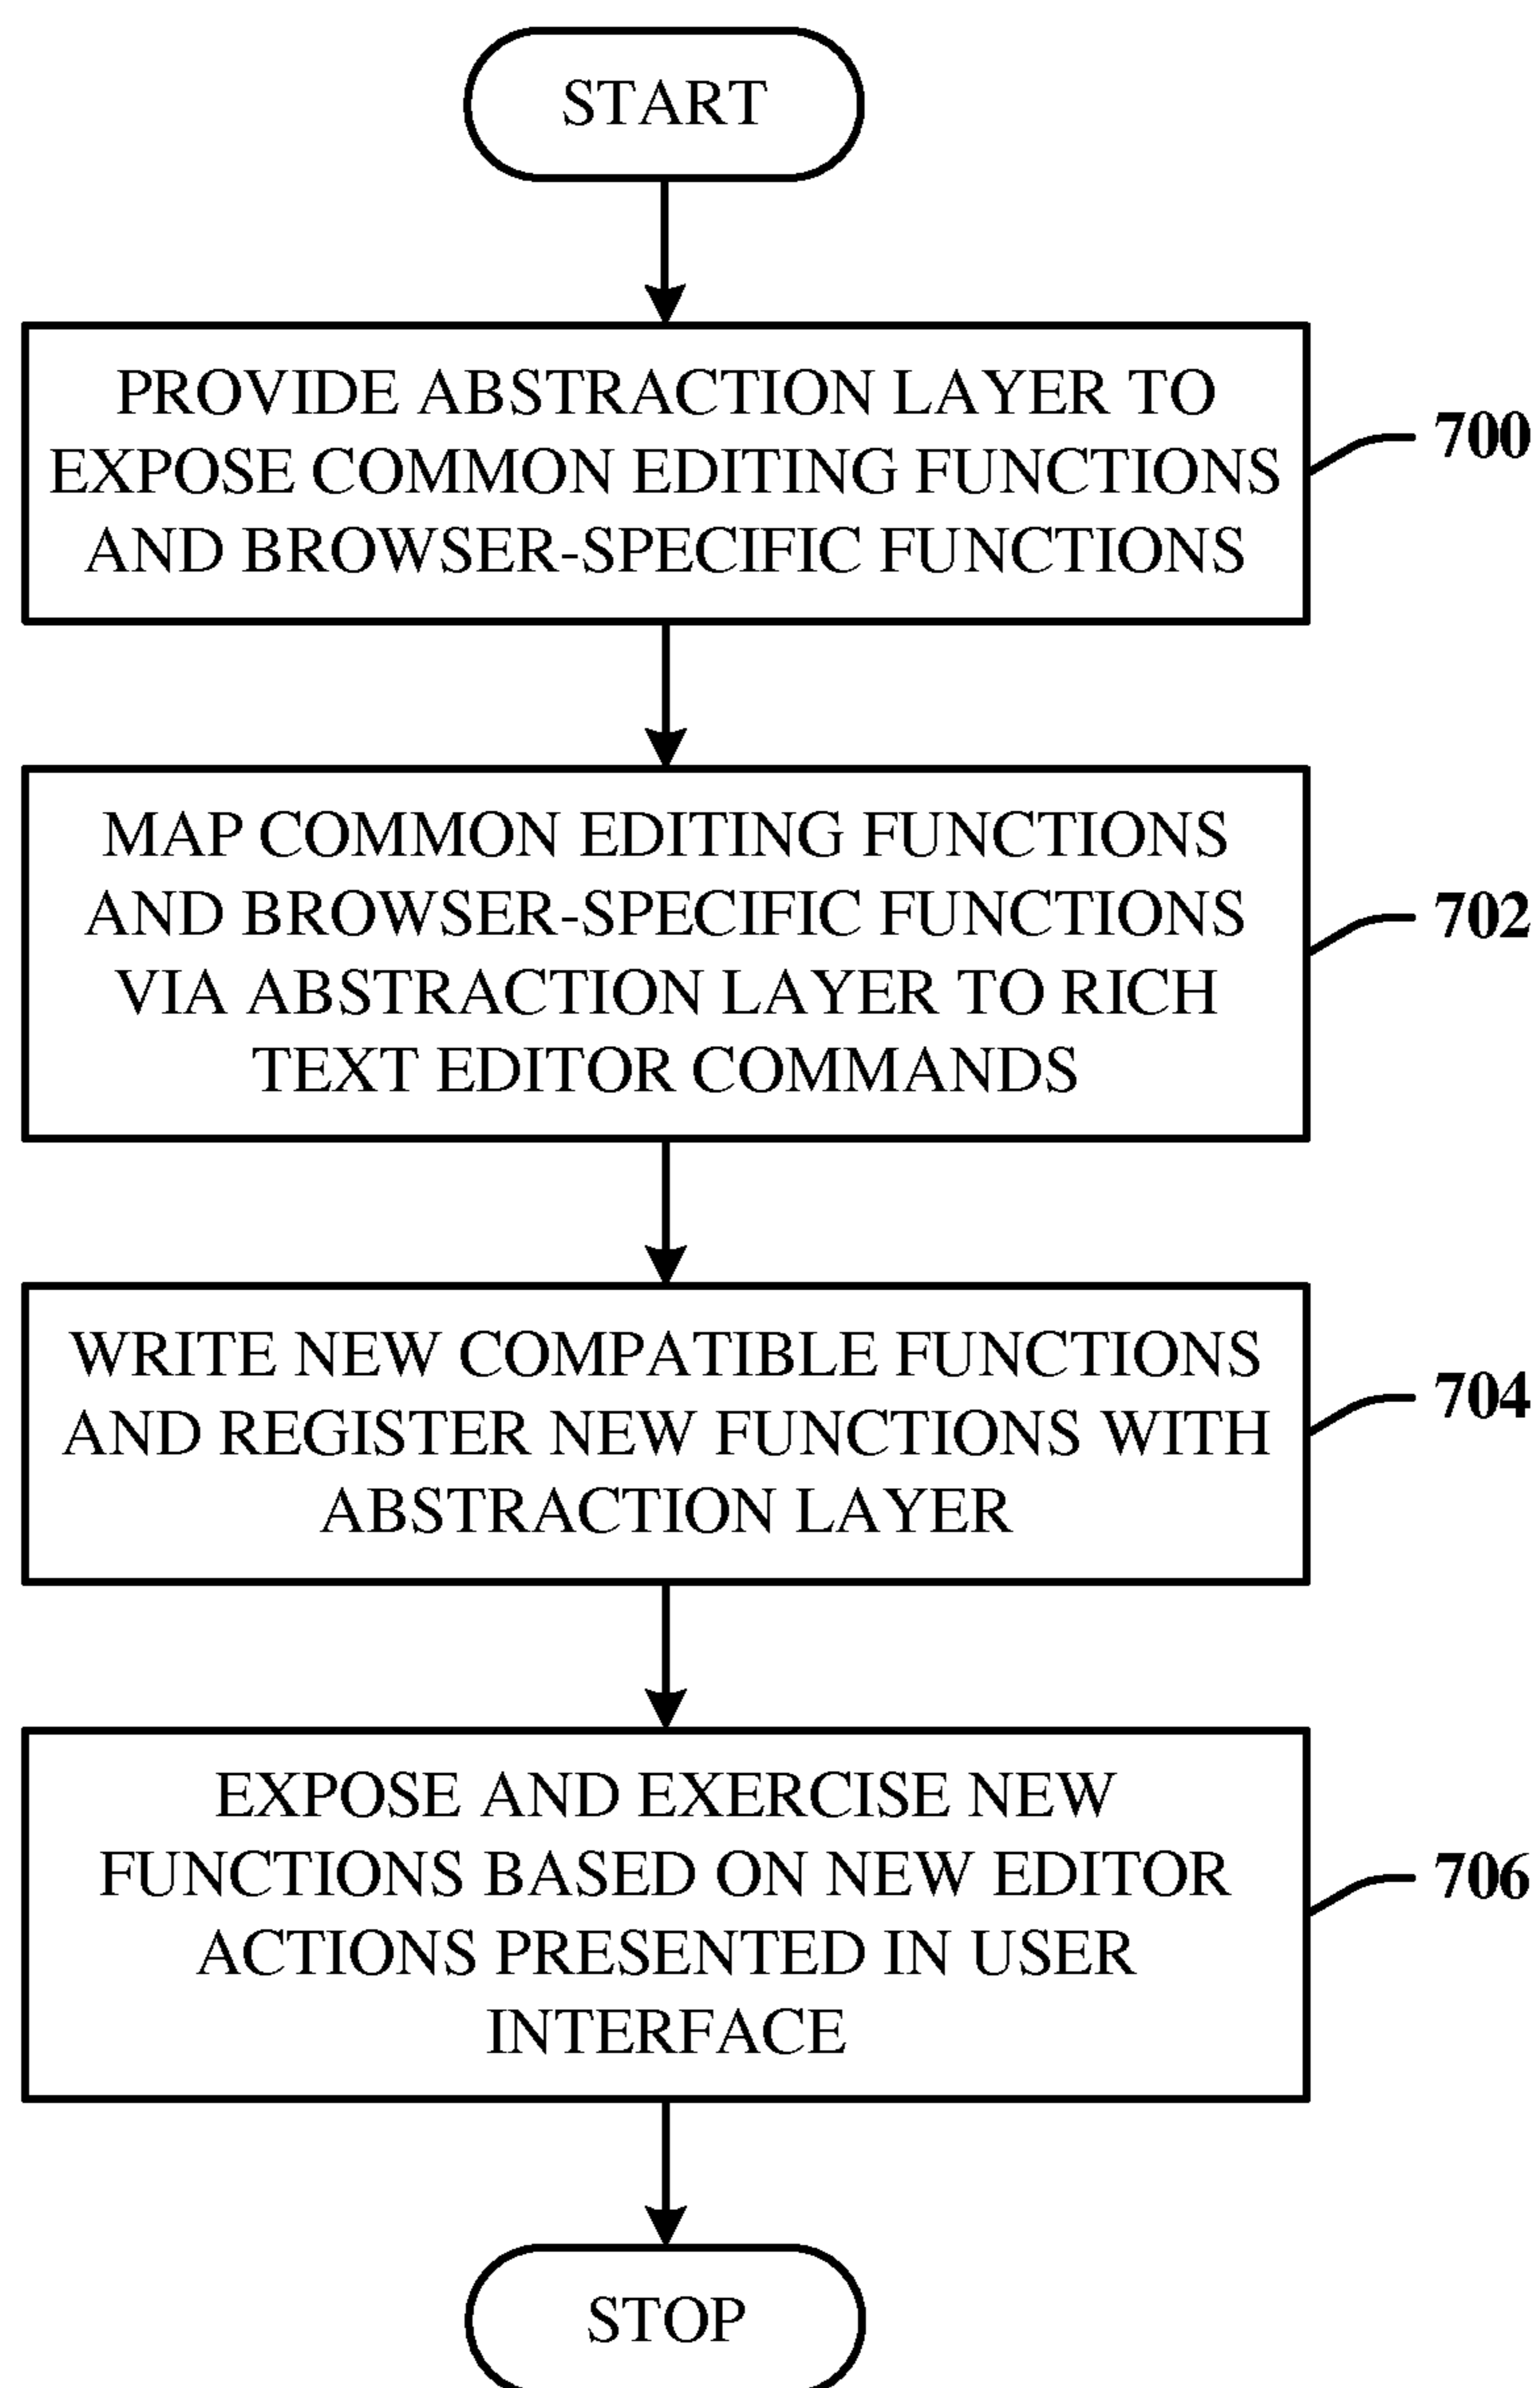 START
PROVIDE ABSTRACTION LAYER TO
EXPOSE COMMON EDITING FUNCTIONS
AND BROWSER-SPECIFIC FUNCTIONS
700
MAP COMMON EDITING FUNCTIONS
AND BROWSER-SPECIFIC FUNCTIONS
VIA ABSTRACTION LAYER TO RICH
TEXT EDITOR COMMANDS
702
WRITE NEW COMPATIBLE FUNCTIONS
AND REGISTER NEW FUNCTIONS WITH
ABSTRACTION LAYER
704
EXPOSE AND EXERCISE NEW
FUNCTIONS BASED ON NEW EDITOR
ACTIONS PRESENTED IN USER
INTERFACE
706
STOP